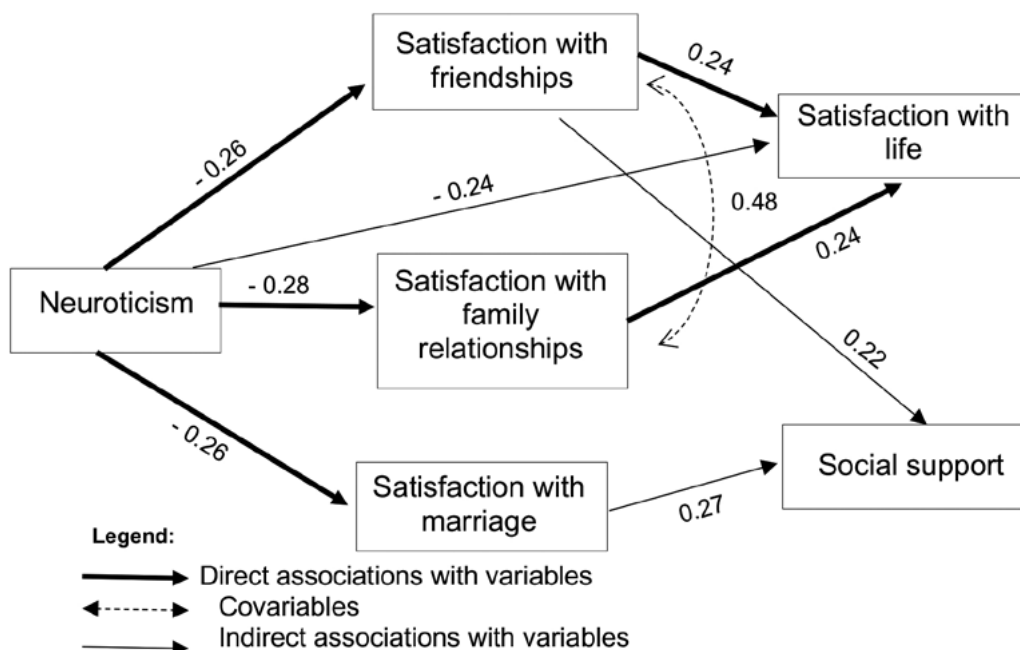 Satisfaction with
friendships
0.24
Satisfaction with
life
- 0.26
- 0.24
0.48
0.24
Neuroticism
- 0.28
Satisfaction with
family
relationships
0.22
- 0.26
Satisfaction with
marriage
0.27
Social support
Legend:
Direct associations with variables
Covariables
Indirect associations with variables